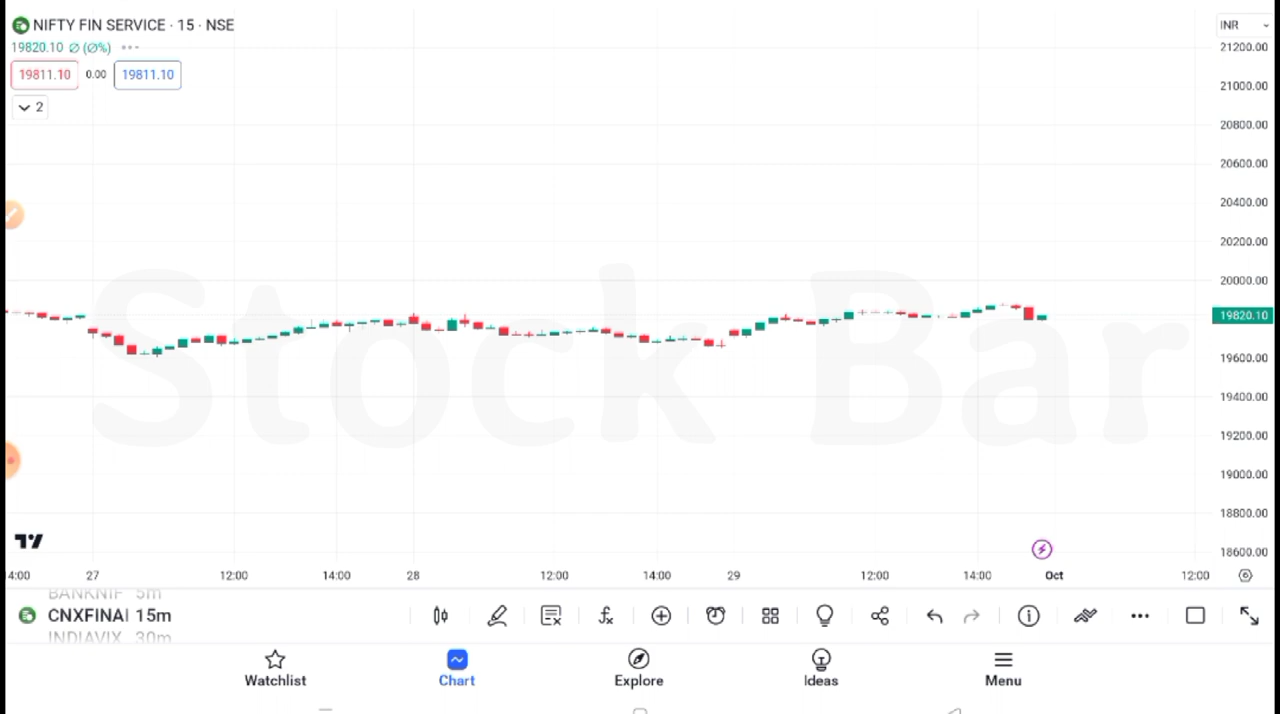 NIFTY FIN SERVICE · 15 · NSE
INR
19820.10 ∅ (∅%) •••
19811.10 0.00 19811.10
2
21200.00
21000.00
20800.00
20600.00
20400.00
20200.00
20000.00
19820.10
19600.00
19400.00
19200.00
19000.00
18800.00
18600.00
Stock Bar
4:00 27 12:00 14:00 28 12:00 14:00 29 12:00 14:00 Oct 12:00
BANKNIF 5m
CNXFINAI 15m
INDIAVIX 30m
Watchlist Chart Explore Ideas Menu